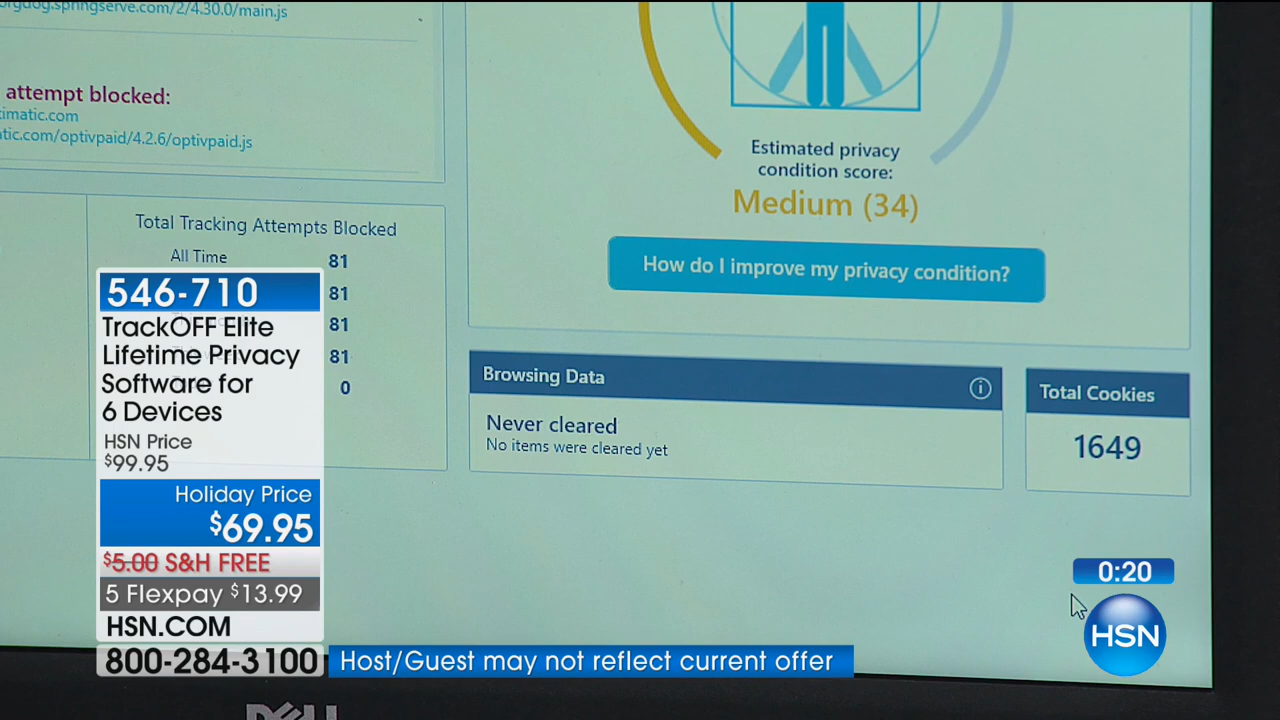 orgdog.springserve.com/2/4.30.0/main.js
attempt blocked:
timatic.com
atic.com/optivpaid/4.2.6/optivpaid.js
Total Tracking Attempts Blocked
All Time
81
81
81
81
0
Estimated privacy
condition score:
Medium (34)
How do I improve my privacy condition?
Browsing Data
Never cleared
No items were cleared yet
Total Cookies
1649
546-710
TrackOFF Elite
Lifetime Privacy
Software for
6 Devices
HSN Price
$99.95
Holiday Price
$69.95
$5.00 S&H FREE
5 Flexpay $13.99
HSN.COM
800-284-3100
Host/Guest may not reflect current offer
0:20
HSN
DELL